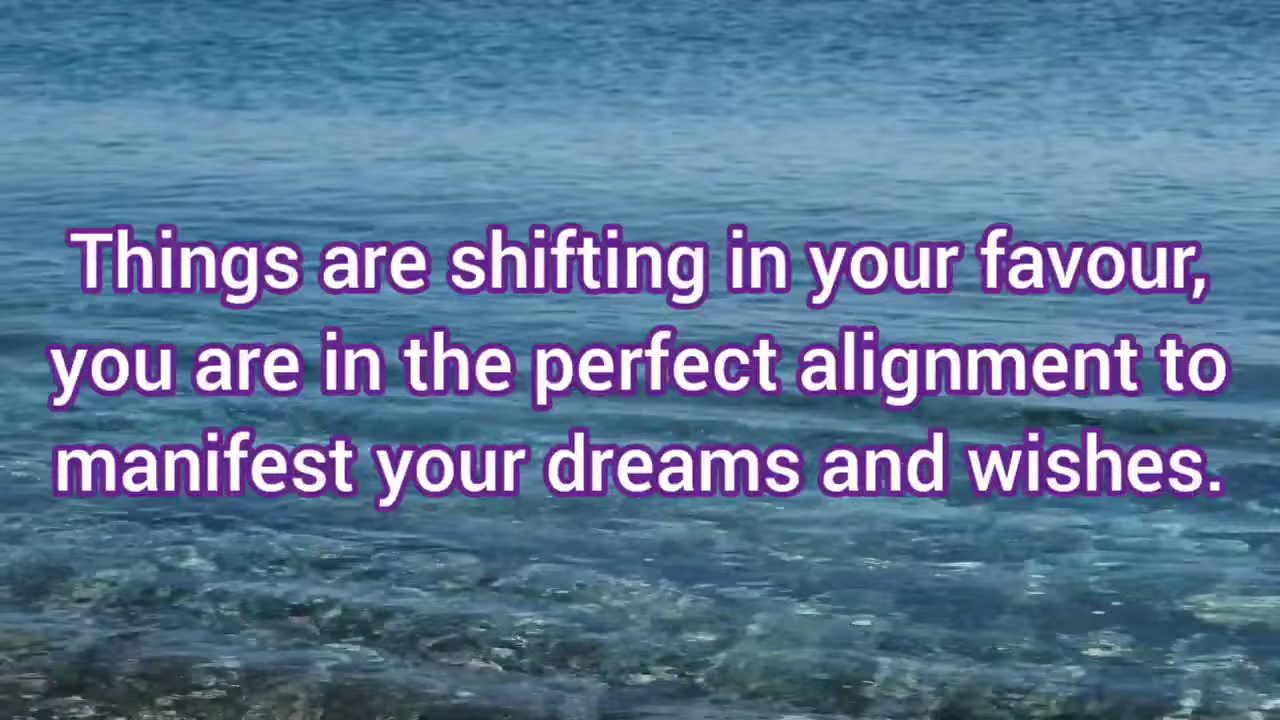 Things are shifting in your favour,
you are in the perfect alignment to
manifest your dreams and wishes.